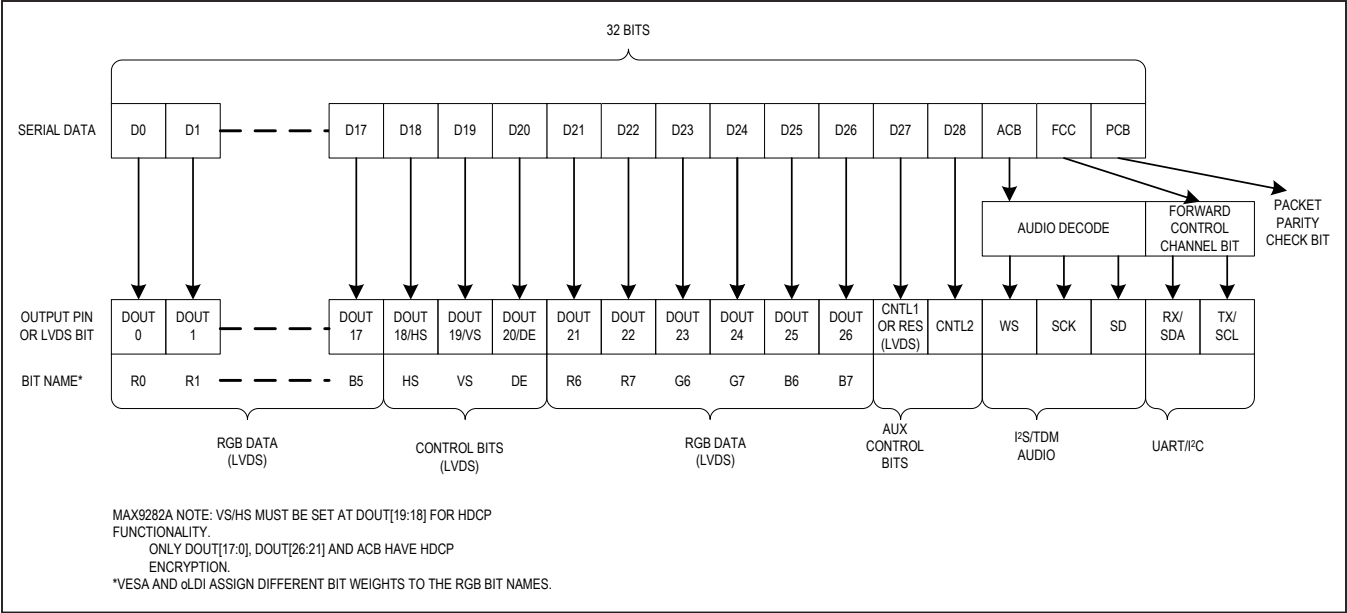 32 BITS
SERIAL DATA D0 D1 D17 D18 D19 D20 D21 D22 D23 D24 D25 D26 D27 D28 ACB FCC PCB
AUDIO DECODE
FORWARD
CONTROL
CHANNEL BIT
PACKET
PARITY
CHECK BIT
OUTPUT PIN
OR LVDS BIT
DOUT
0
DOUT
1
DOUT
17
DOUT
18/HS
DOUT
19/VS
DOUT
20/DE
DOUT
21
DOUT
22
DOUT
23
DOUT
24
DOUT
25
DOUT
26
CNTL1
OR RES
(LVDS)
CNTL2
WS
SCK
SD
RX/
SDA
TX/
SCL
BIT NAME* R0 R1 B5 HS VS DE R6 R7 G6 G7 B6 B7
RGB DATA
(LVDS)
CONTROL BITS
(LVDS)
RGB DATA
(LVDS)
AUX
CONTROL
BITS
I²S/TDM
AUDIO
UART/I²C
MAX9282A NOTE: VS/HS MUST BE SET AT DOUT[19:18] FOR HDCP
FUNCTIONALITY.
ONLY DOUT[17:0], DOUT[26:21] AND ACB HAVE HDCP
ENCRYPTION.
*VESA AND oLDI ASSIGN DIFFERENT BIT WEIGHTS TO THE RGB BIT NAMES.